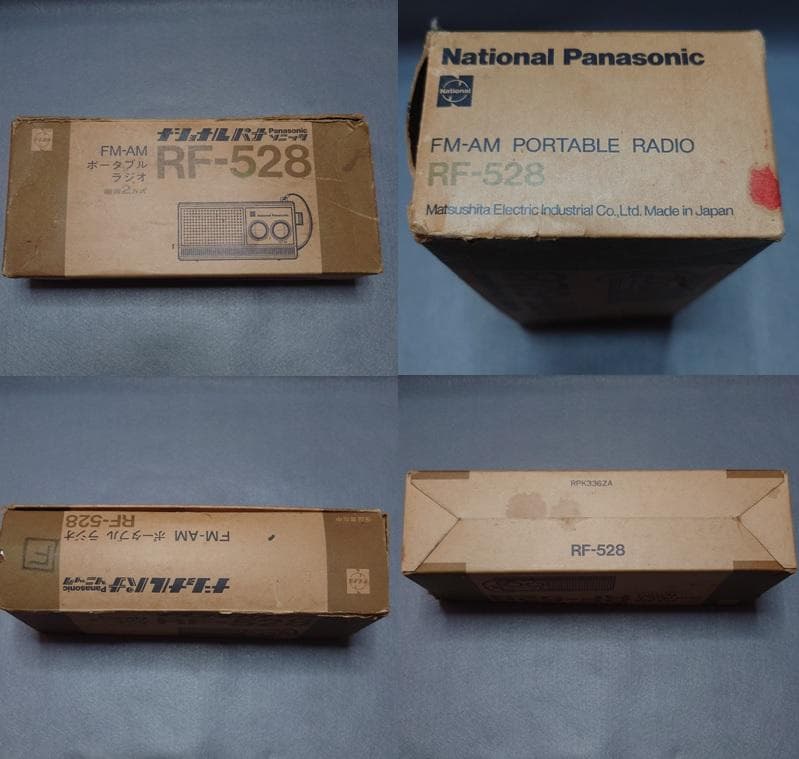 ナショナル パナソニック
Panasonic
FM-AM
ポータブル
ラジオ
RF-528
National Panasonic
National Panasonic
National
FM-AM PORTABLE RADIO
RF-528
Matsushita Electric Industrial Co., Ltd. Made in Japan
RF-528
FM-AM ポータブル ラジオ
F
ナショナル パナソニック
Panasonic
RPK336ZA
RF-528